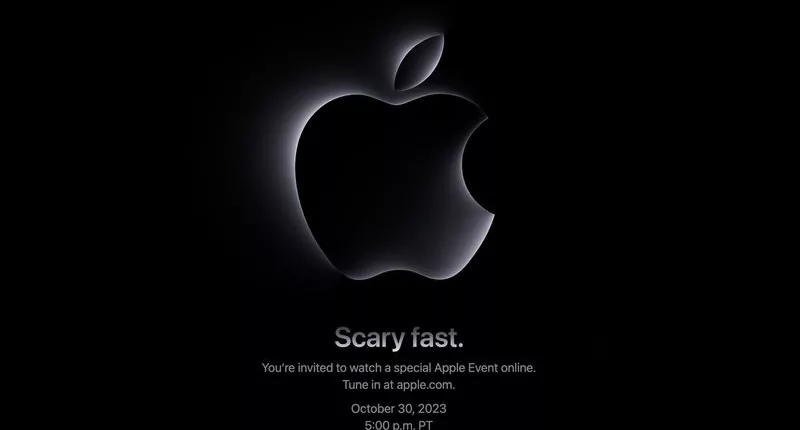 Scary fast.
You’re invited to watch a special Apple Event online.
Tune in at apple.com.
October 30, 2023
5:00 p.m. PT